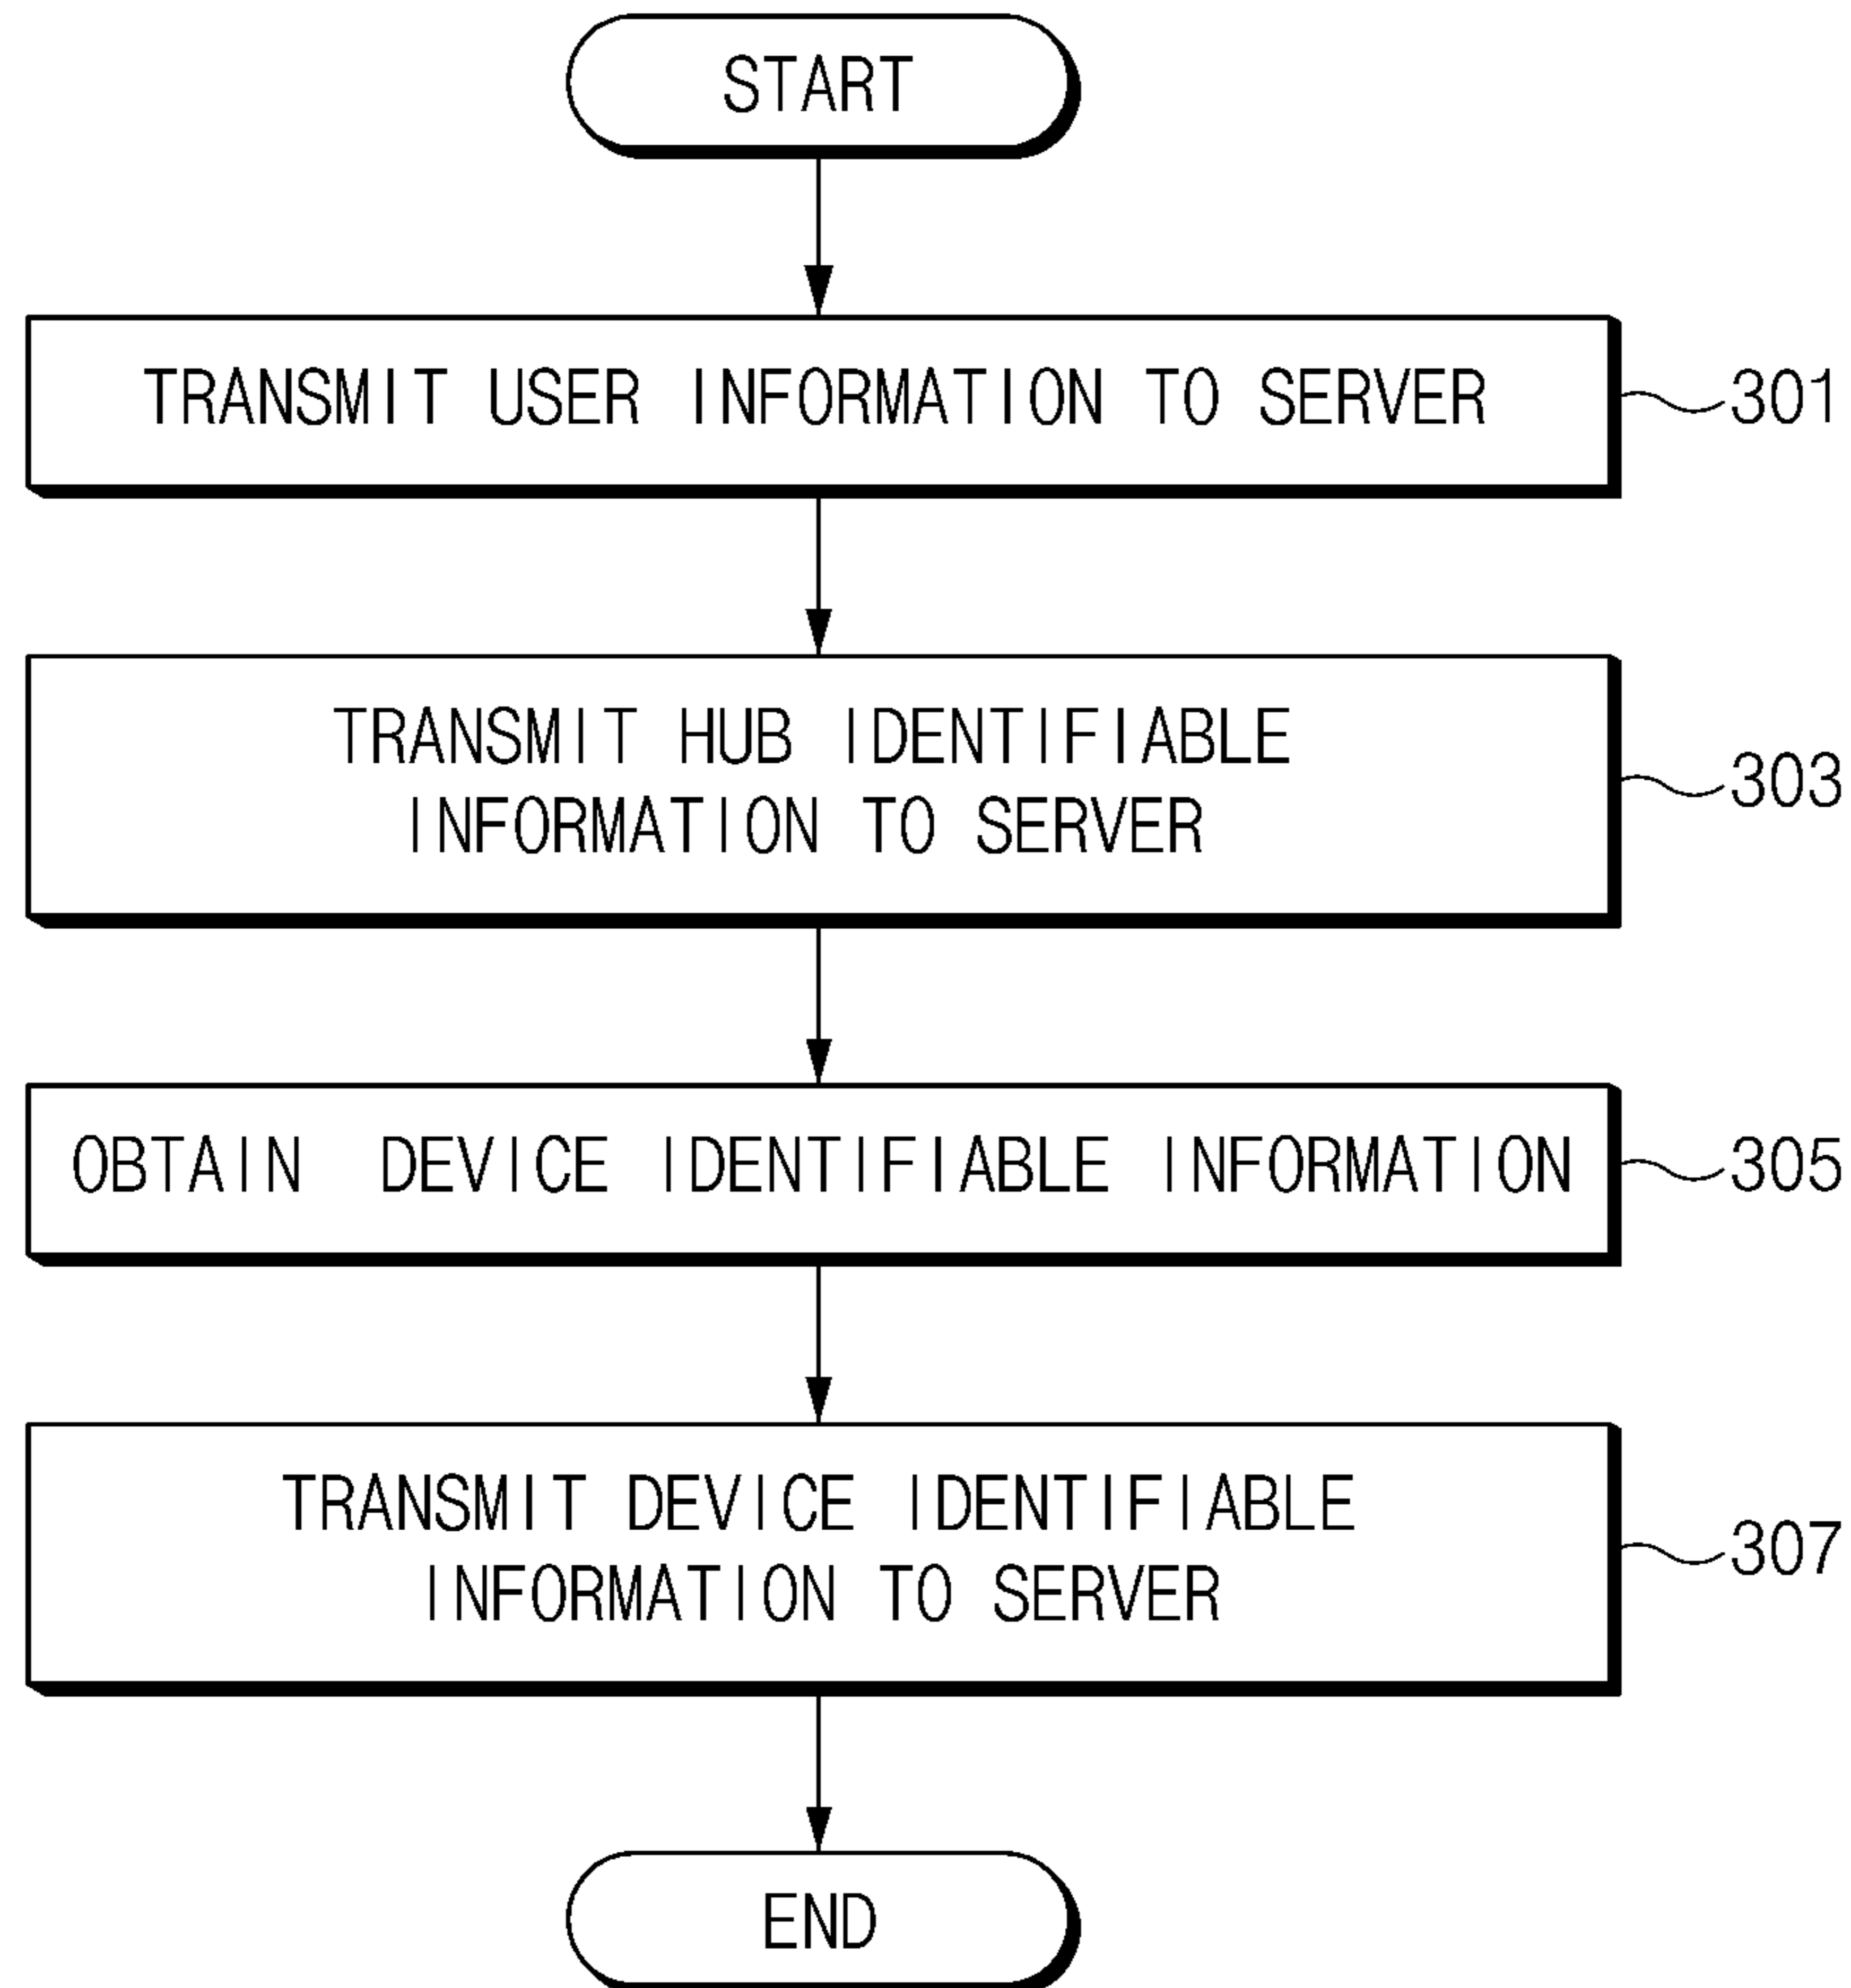 START
TRANSMIT USER INFORMATION TO SERVER
301
TRANSMIT HUB IDENTIFIABLE
INFORMATION TO SERVER
303
OBTAIN DEVICE IDENTIFIABLE INFORMATION
305
TRANSMIT DEVICE IDENTIFIABLE
INFORMATION TO SERVER
307
END